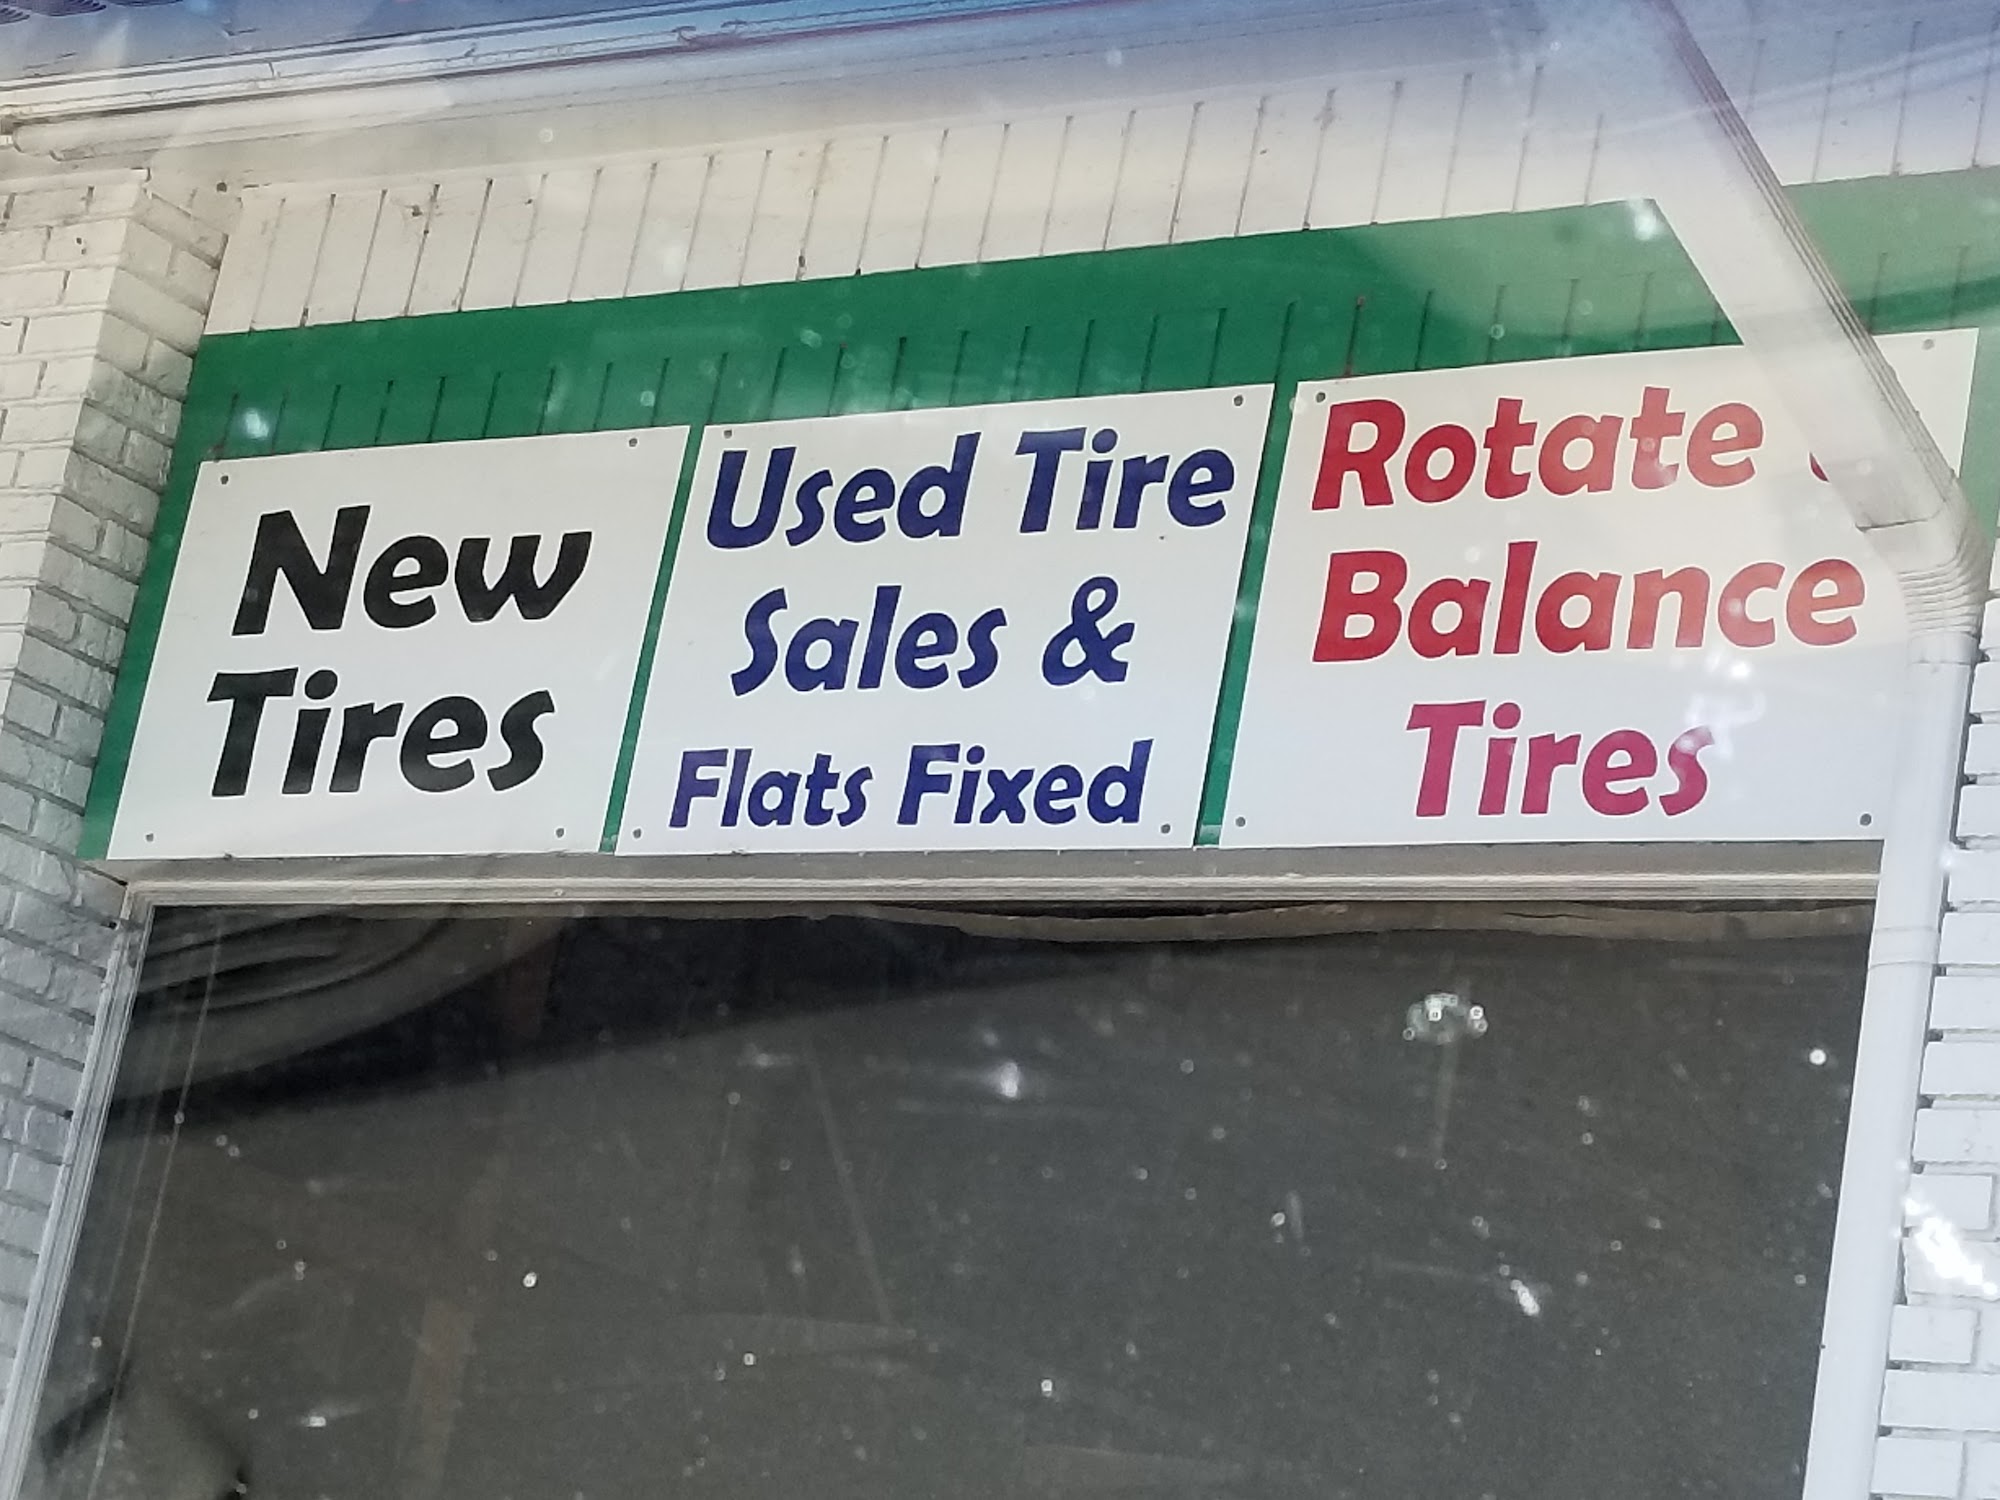 New
Tires
Used Tire
Sales &
Flats Fixed
Rotate
Balance
Tires